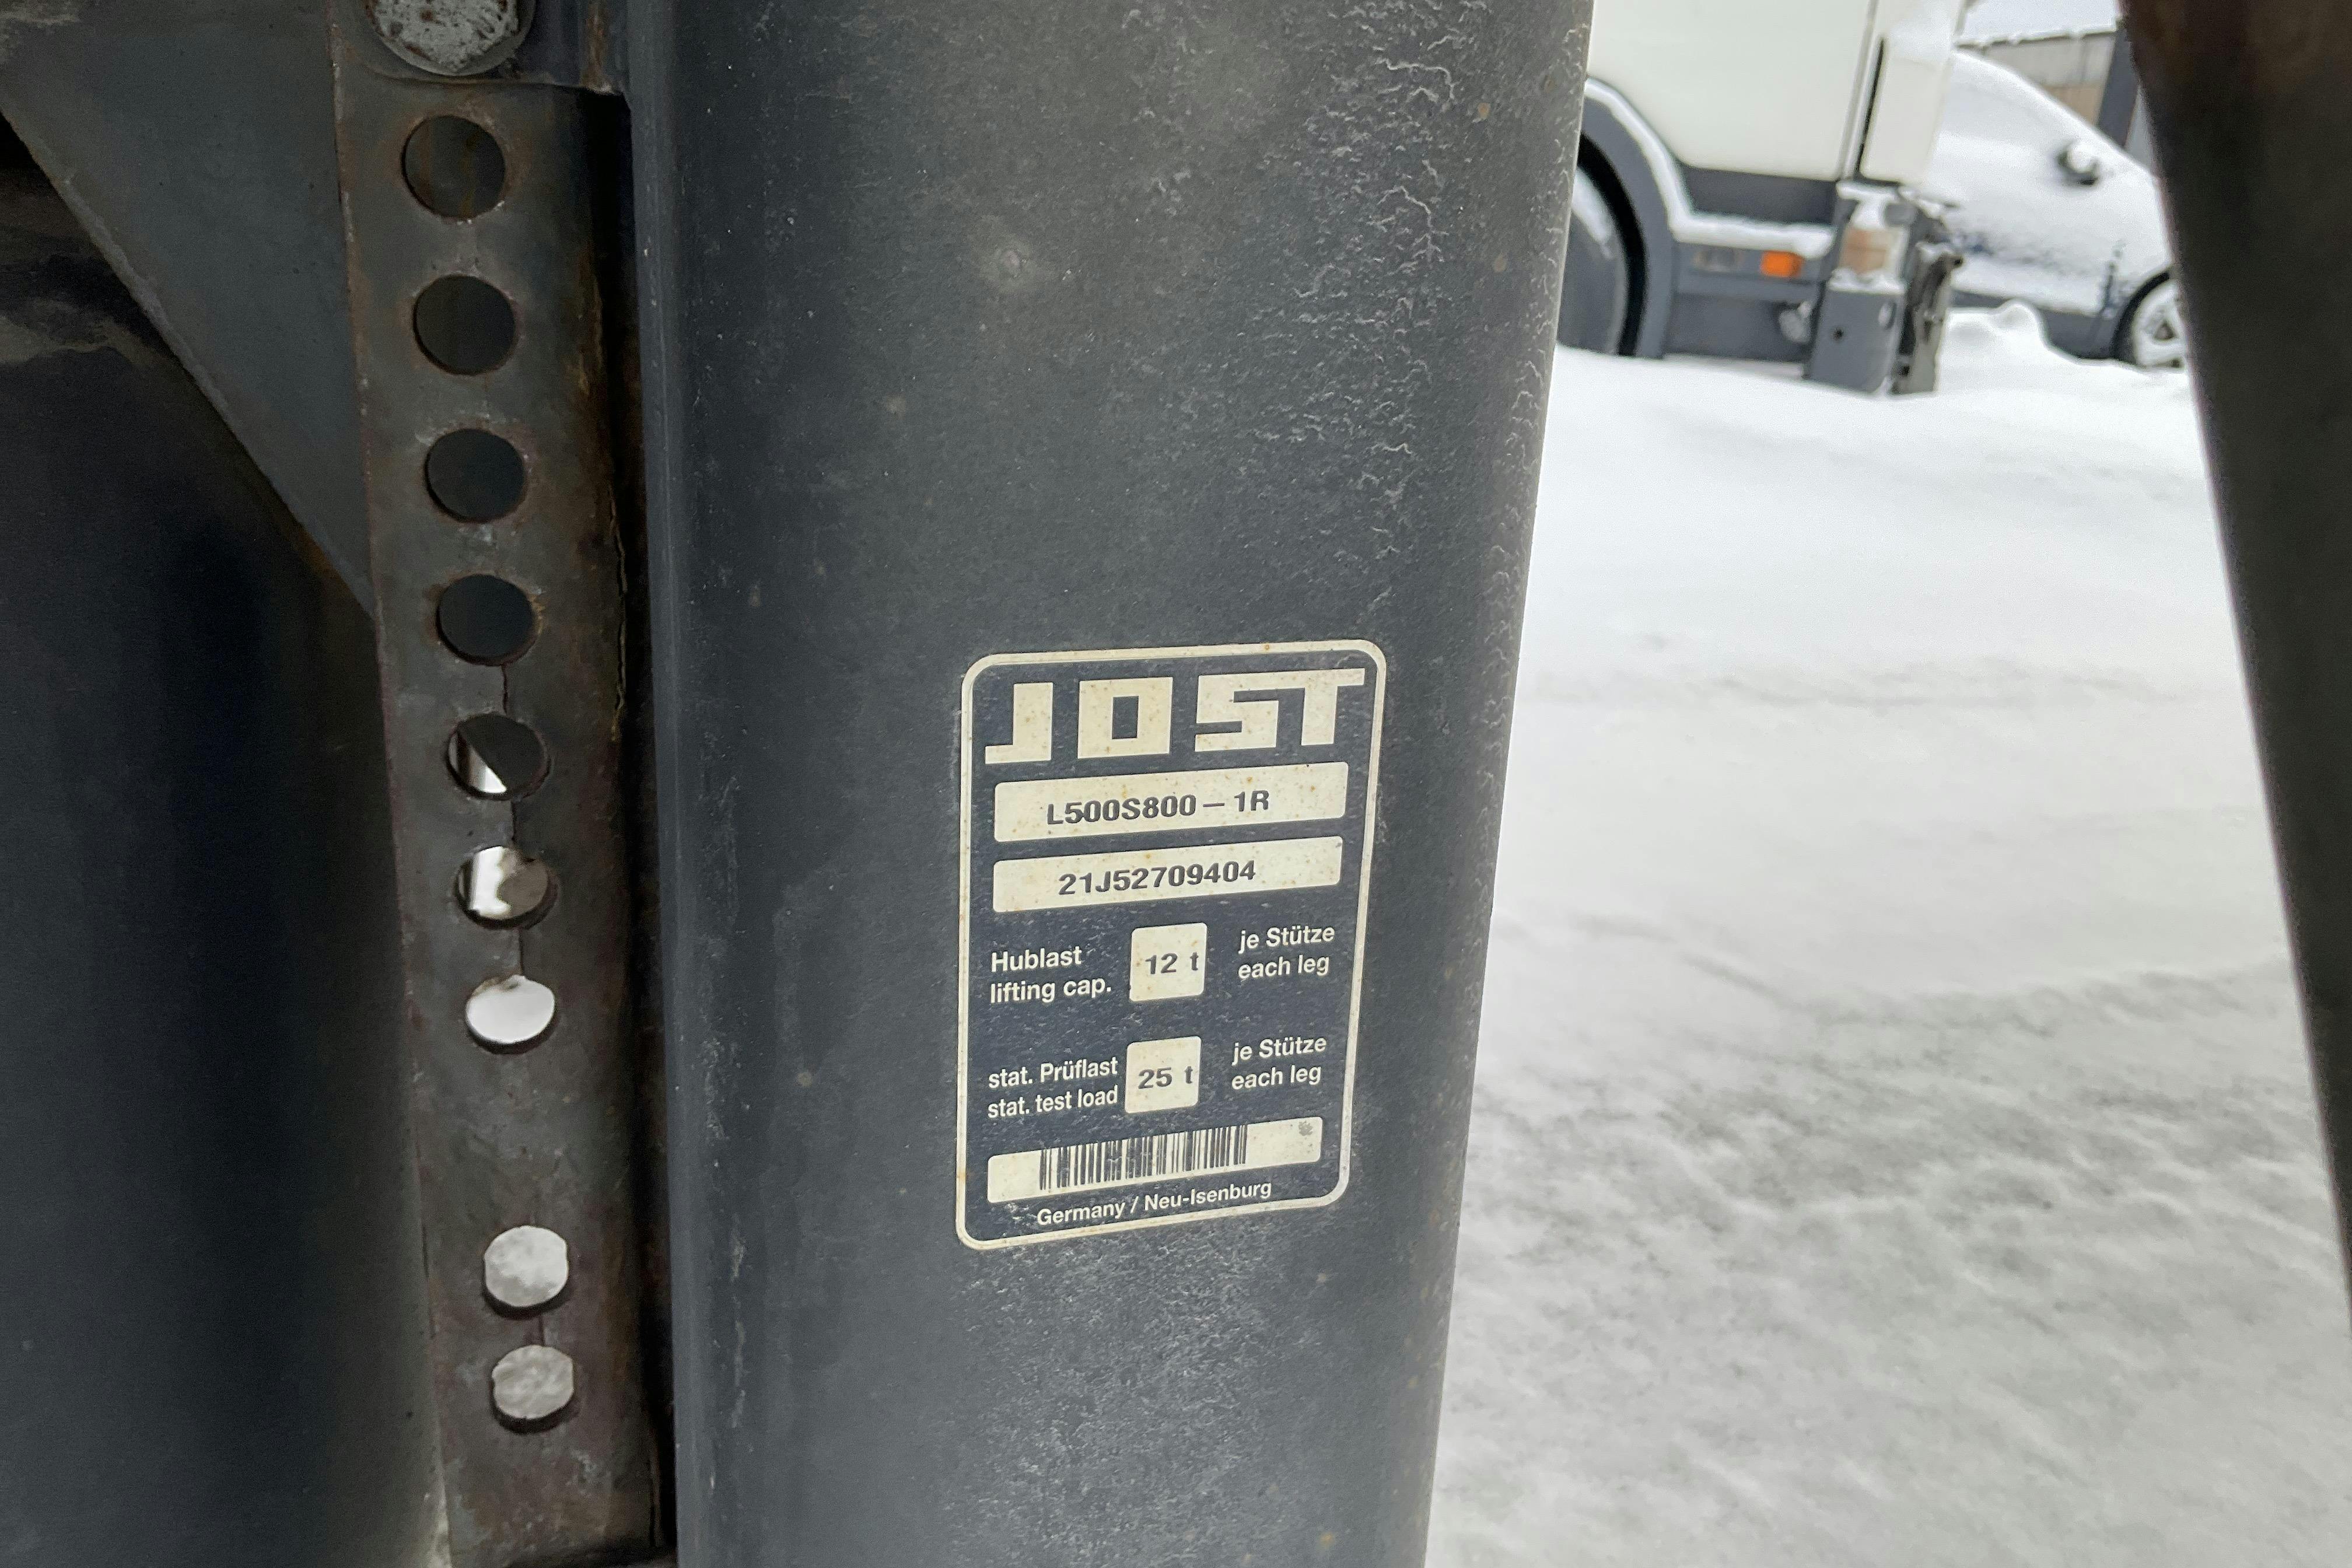 JOST
L500S800 – 1R
21J52709404
Hublast
lifting cap.
12 t
je Stütze
each leg
stat. Prüflast
stat. test load
25 t
je Stütze
each leg
Germany / Neu-Isenburg